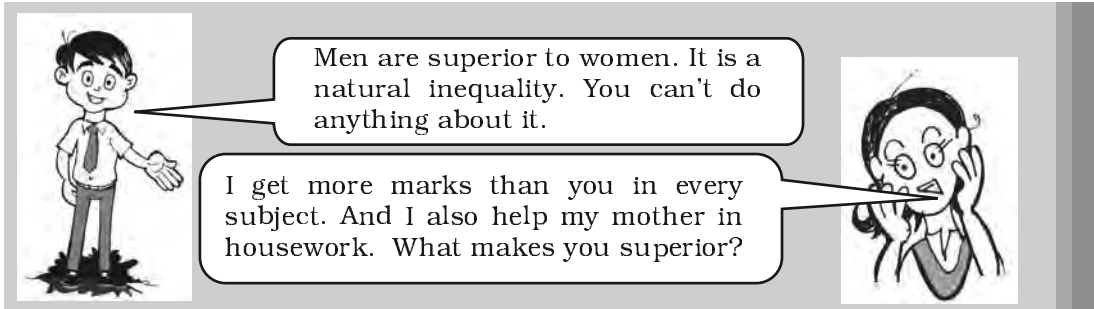 Men are superior to women. It is a
natural inequality. You can't do
anything about it.
I get more marks than you in every
subject. And I also help my mother in
housework. What makes you superior?